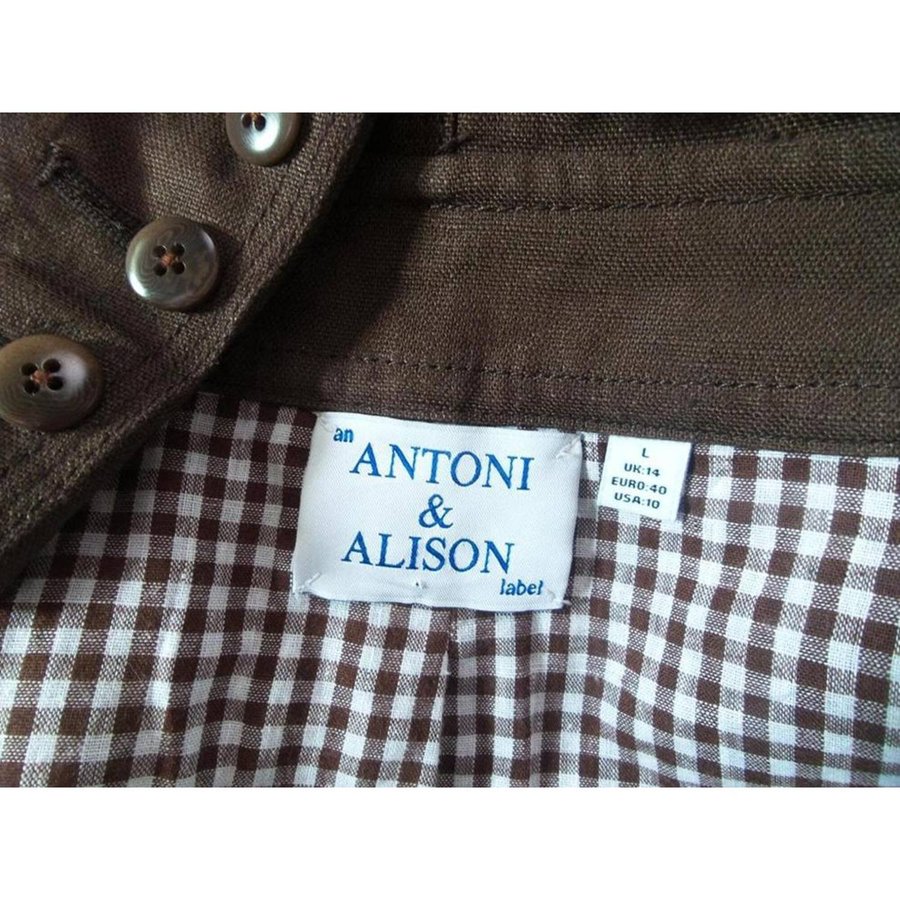 an
ANTONI
&
ALISON
label
L
UK:14
EURO:40
USA:10